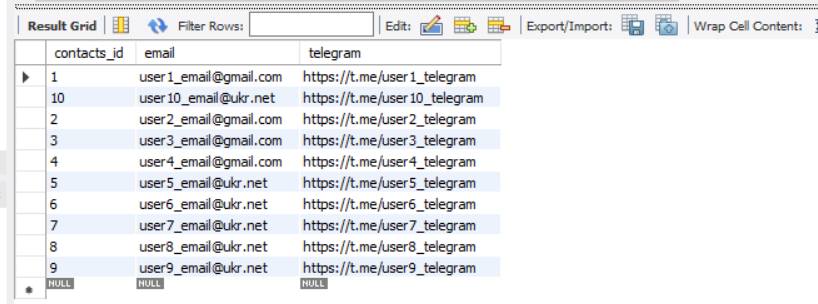 Result Grid Filter Rows: Edit: Export/Import: Wrap Cell Content:
contacts_id email telegram
1 user1_email@gmail.com https://t.me/user1_telegram
10 user10_email@ukr.net https://t.me/user10_telegram
2 user2_email@gmail.com https://t.me/user2_telegram
3 user3_email@gmail.com https://t.me/user3_telegram
4 user4_email@gmail.com https://t.me/user4_telegram
5 user5_email@ukr.net https://t.me/user5_telegram
6 user6_email@ukr.net https://t.me/user6_telegram
7 user7_email@ukr.net https://t.me/user7_telegram
8 user8_email@ukr.net https://t.me/user8_telegram
9 user9_email@ukr.net https://t.me/user9_telegram
NULL NULL NULL